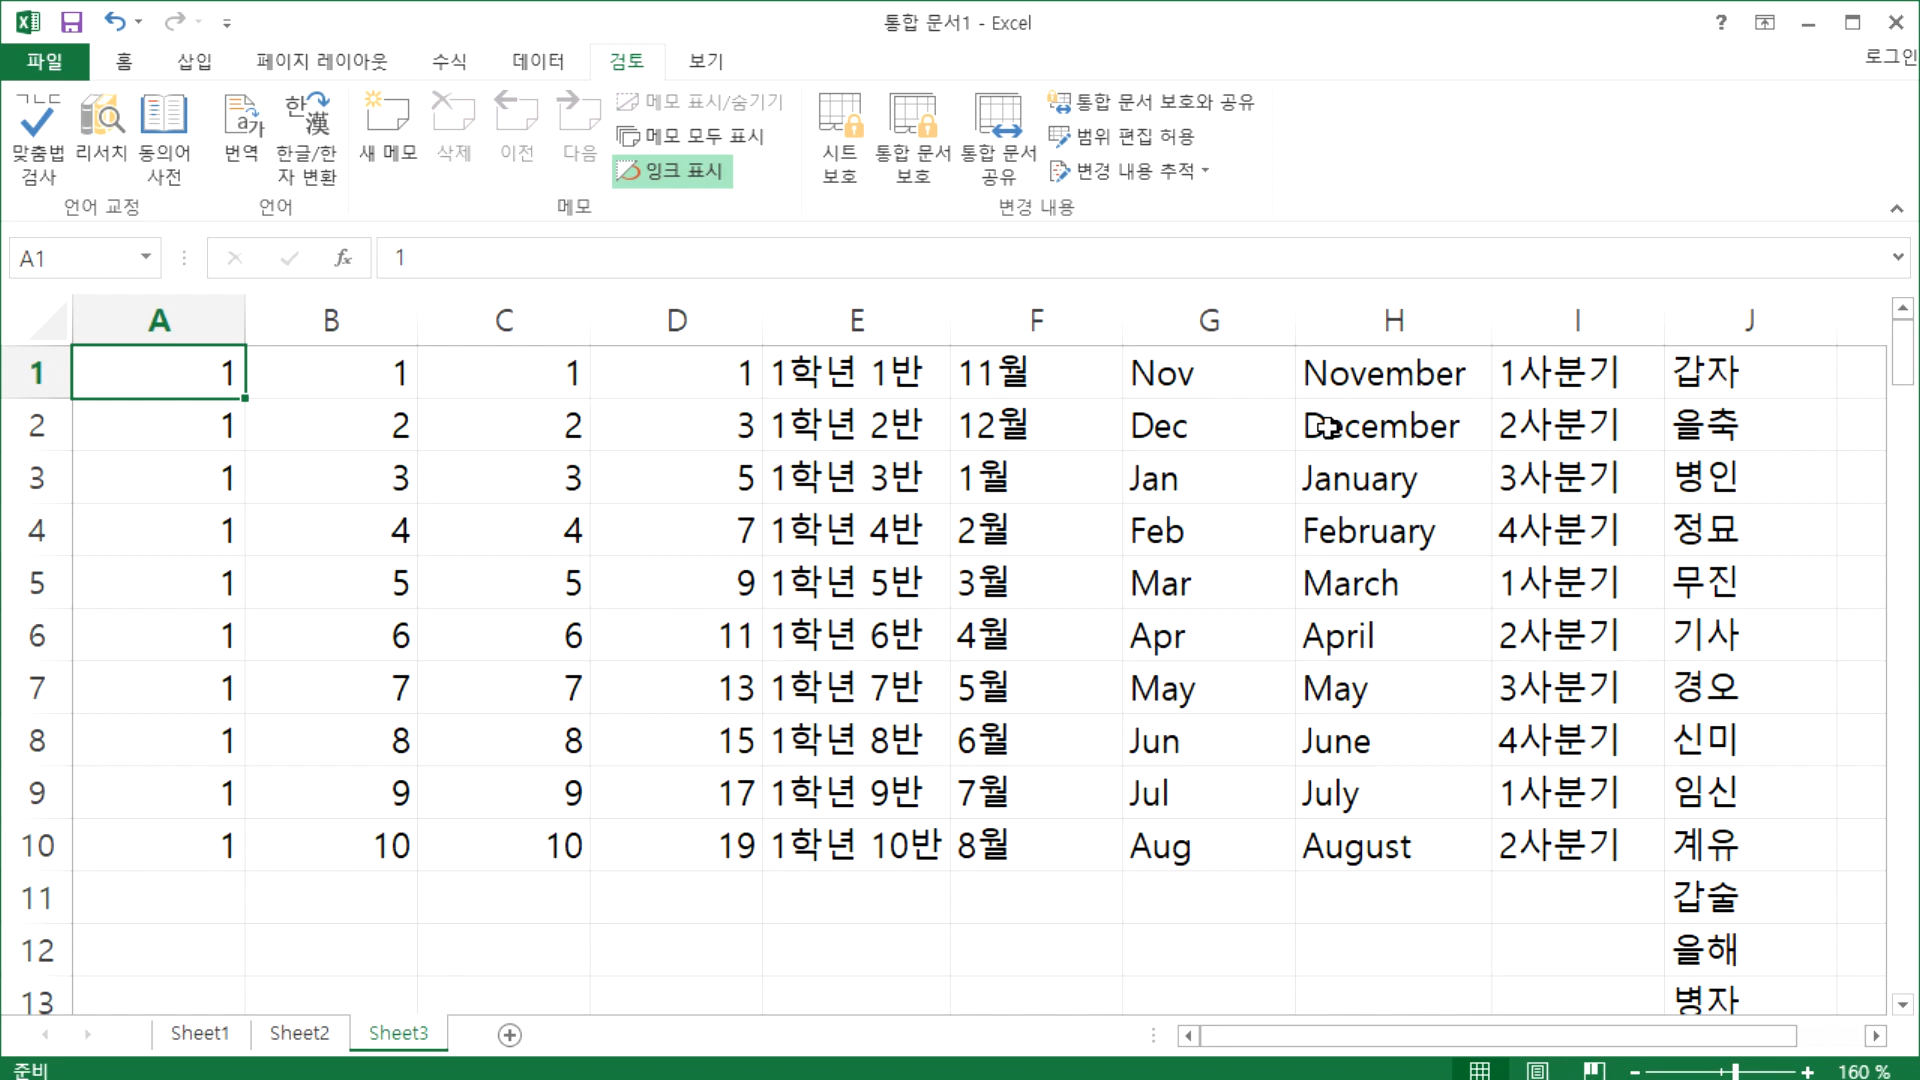 통합 문서1 - Excel
?
파일 홈 삽입 페이지 레이아웃 수식 데이터 검토 보기 로그인
ㄱㄴㄷ
맞춤법 검사
리서치
동의어 사전
언어 교정
a가
번역
한漢
한글/한자 변환
언어
새 메모
삭제
이전
다음
메모 표시/숨기기
메모 모두 표시
잉크 표시
메모
시트 보호
통합 문서 보호
통합 문서 공유
통합 문서 보호와 공유
범위 편집 허용
변경 내용 추적
변경 내용
A1 fx 1
A B C D E F G H I J
1 1 1 1 1 1학년 1반 11월 Nov November 1사분기 갑자
2 1 2 2 3 1학년 2반 12월 Dec December 2사분기 을축
3 1 3 3 5 1학년 3반 1월 Jan January 3사분기 병인
4 1 4 4 7 1학년 4반 2월 Feb February 4사분기 정묘
5 1 5 5 9 1학년 5반 3월 Mar March 1사분기 무진
6 1 6 6 11 1학년 6반 4월 Apr April 2사분기 기사
7 1 7 7 13 1학년 7반 5월 May May 3사분기 경오
8 1 8 8 15 1학년 8반 6월 Jun June 4사분기 신미
9 1 9 9 17 1학년 9반 7월 Jul July 1사분기 임신
10 1 10 10 19 1학년 10반 8월 Aug August 2사분기 계유
11 갑술
12 을해
13 병자
Sheet1 Sheet2 Sheet3
준비 160 %